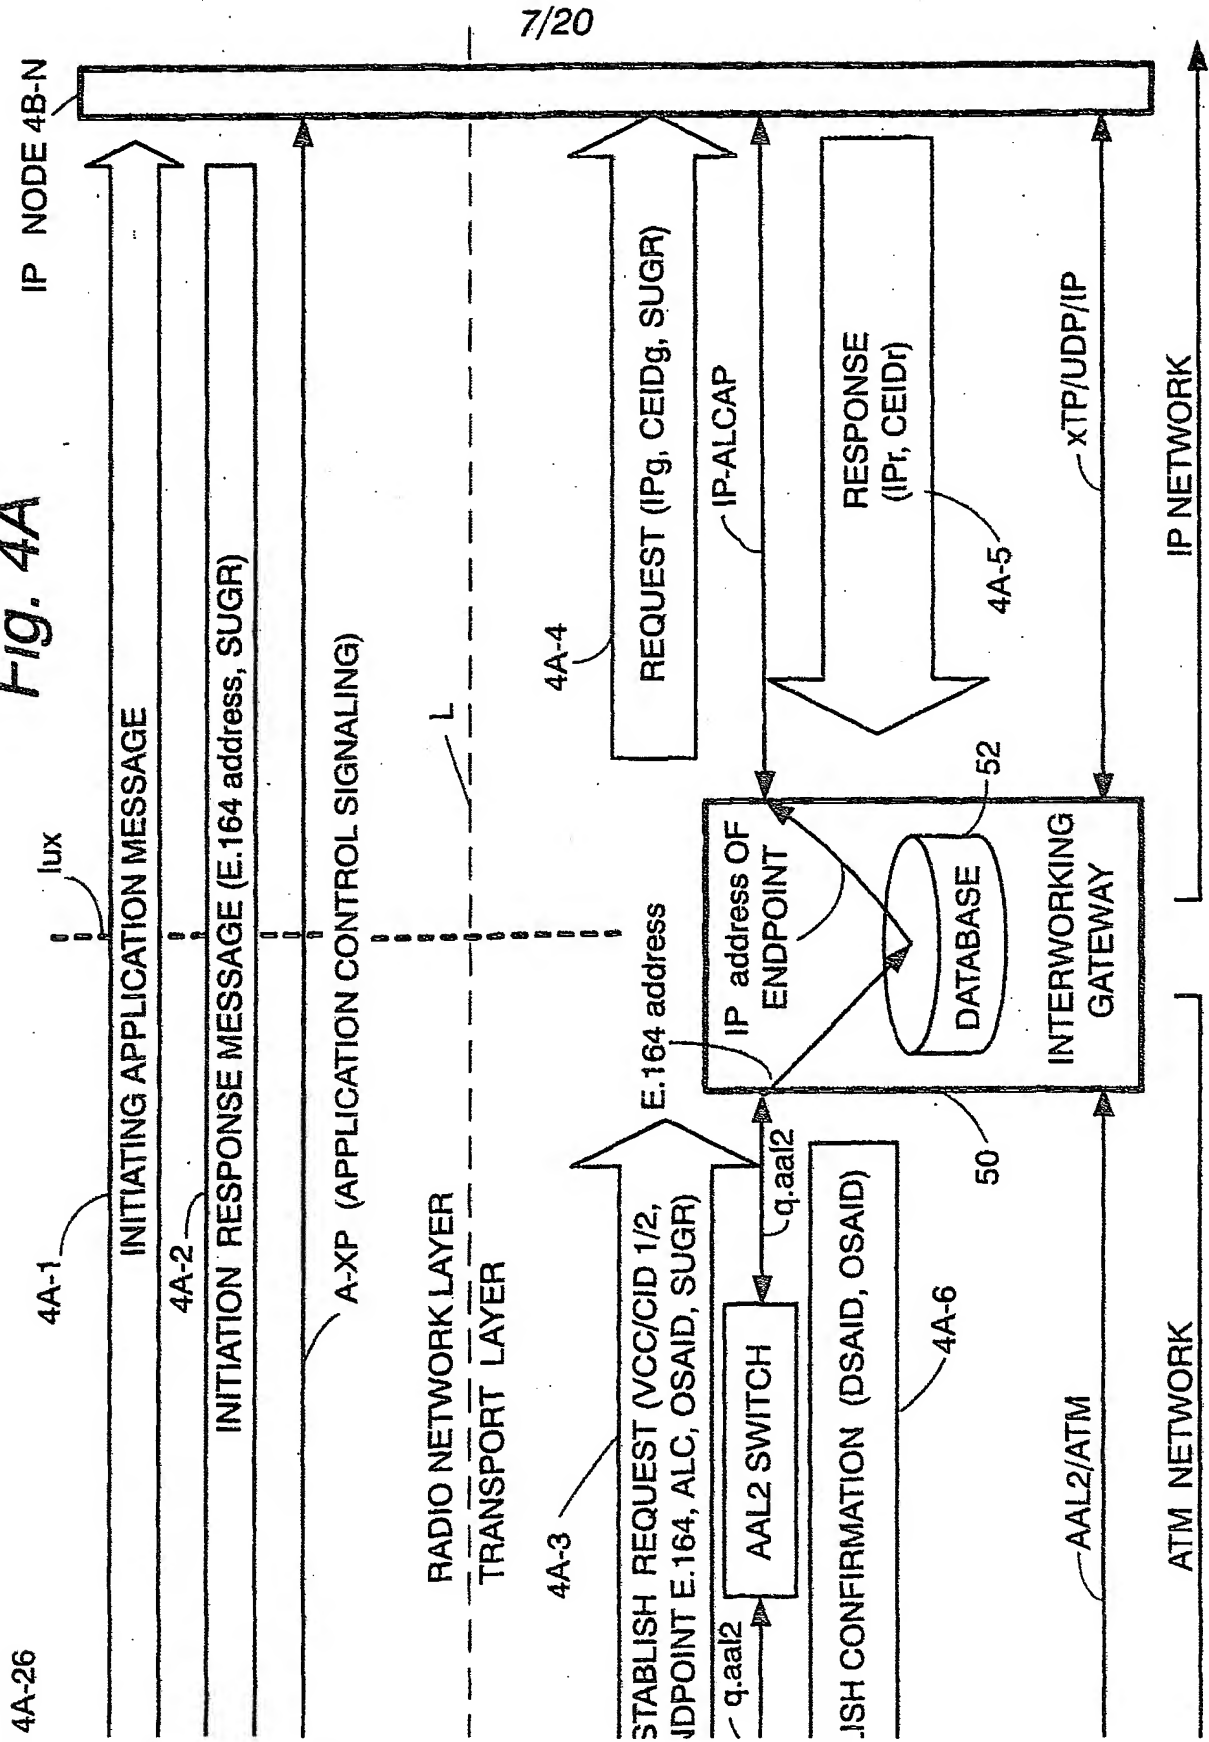 7/20
Fig. 4A
4A-26
Iux
IP NODE 4B-N
4A-1
INITIATING APPLICATION MESSAGE
4A-2
INITIATION RESPONSE MESSAGE (E.164 address, SUGR)
A-XP (APPLICATION CONTROL SIGNALING)
RADIO NETWORK LAYER
L
TRANSPORT LAYER
4A-3
4A-4
STABLISH REQUEST (VCC/CID 1/2,
NDPOINT E.164, ALC, OSAID, SUGR)
E.164 address
REQUEST (IPg, CEIDg, SUGR)
q.aal2
AAL2 SWITCH
q.aal2
IP address OF
ENDPOINT
IP-ALCAP
ISH CONFIRMATION (DSAID, OSAID)
4A-6
50
DATABASE
52
RESPONSE
(IPr, CEIDr)
4A-5
INTERWORKING
GATEWAY
AAL2/ATM
xTP/UDP/IP
ATM NETWORK
IP NETWORK